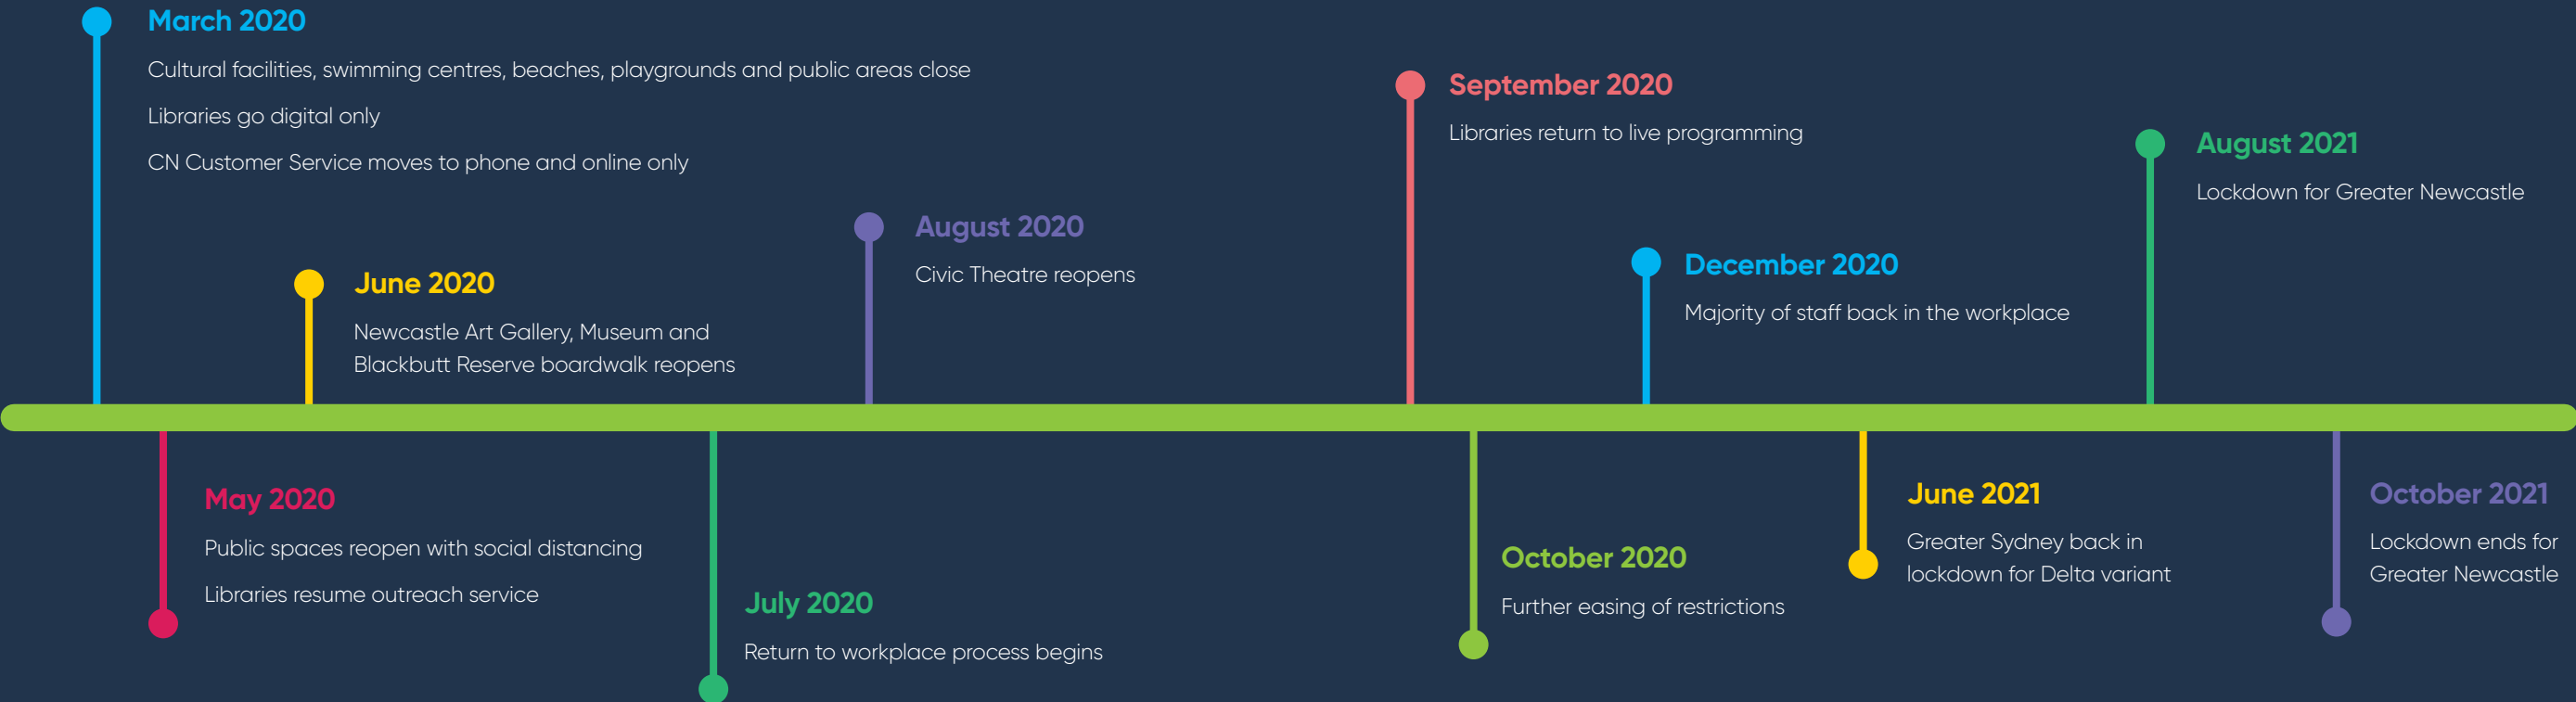 March 2020
Cultural facilities, swimming centres, beaches, playgrounds and public areas close
Libraries go digital only
CN Customer Service moves to phone and online only
May 2020
Public spaces reopen with social distancing
Libraries resume outreach service
June 2020
Newcastle Art Gallery, Museum and
Blackbutt Reserve boardwalk reopens
July 2020
Return to workplace process begins
August 2020
Civic Theatre reopens
September 2020
Libraries return to live programming
October 2020
Further easing of restrictions
December 2020
Majority of staff back in the workplace
June 2021
Greater Sydney back in
lockdown for Delta variant
August 2021
Lockdown for Greater Newcastle
October 2021
Lockdown ends for
Greater Newcastle